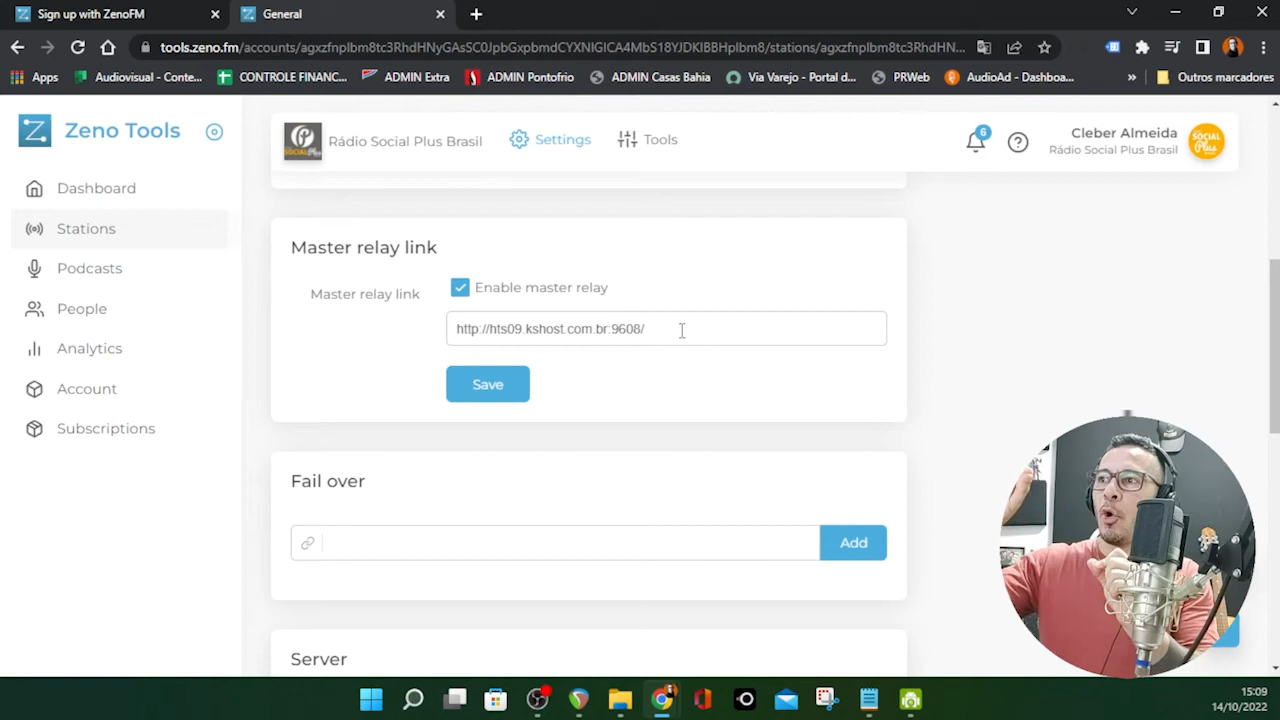 Sign up with ZenoFM
General
tools.zeno.fm/accounts/agxzfnplbm8tc3RhdHNyGAsSC0JpbGxpbmdCYXNlGICA4MbS18YJDKIBBHplbm8/stations/agxzfnplbm8tc3RhdHNyGAsSC0JpbGxpbmdCYXNIGICA...
Apps
Audiovisual - Conte...
CONTROLE FINANC...
ADMIN Extra
ADMIN Pontofrio
ADMIN Casas Bahia
Via Varejo - Portal d...
PRWeb
AudioAd - Dashboa...
»
Outros marcadores
Zeno Tools
Rádio Social Plus Brasil
Settings
Tools
6
Cleber Almeida
Rádio Social Plus Brasil
SOCIAL
Plus
Dashboard
Stations
Podcasts
People
Analytics
Account
Subscriptions
Master relay link
Master relay link
Enable master relay
http://hts09.kshost.com.br:9608/
Save
Fail over
Add
Server
15:09
14/10/2022